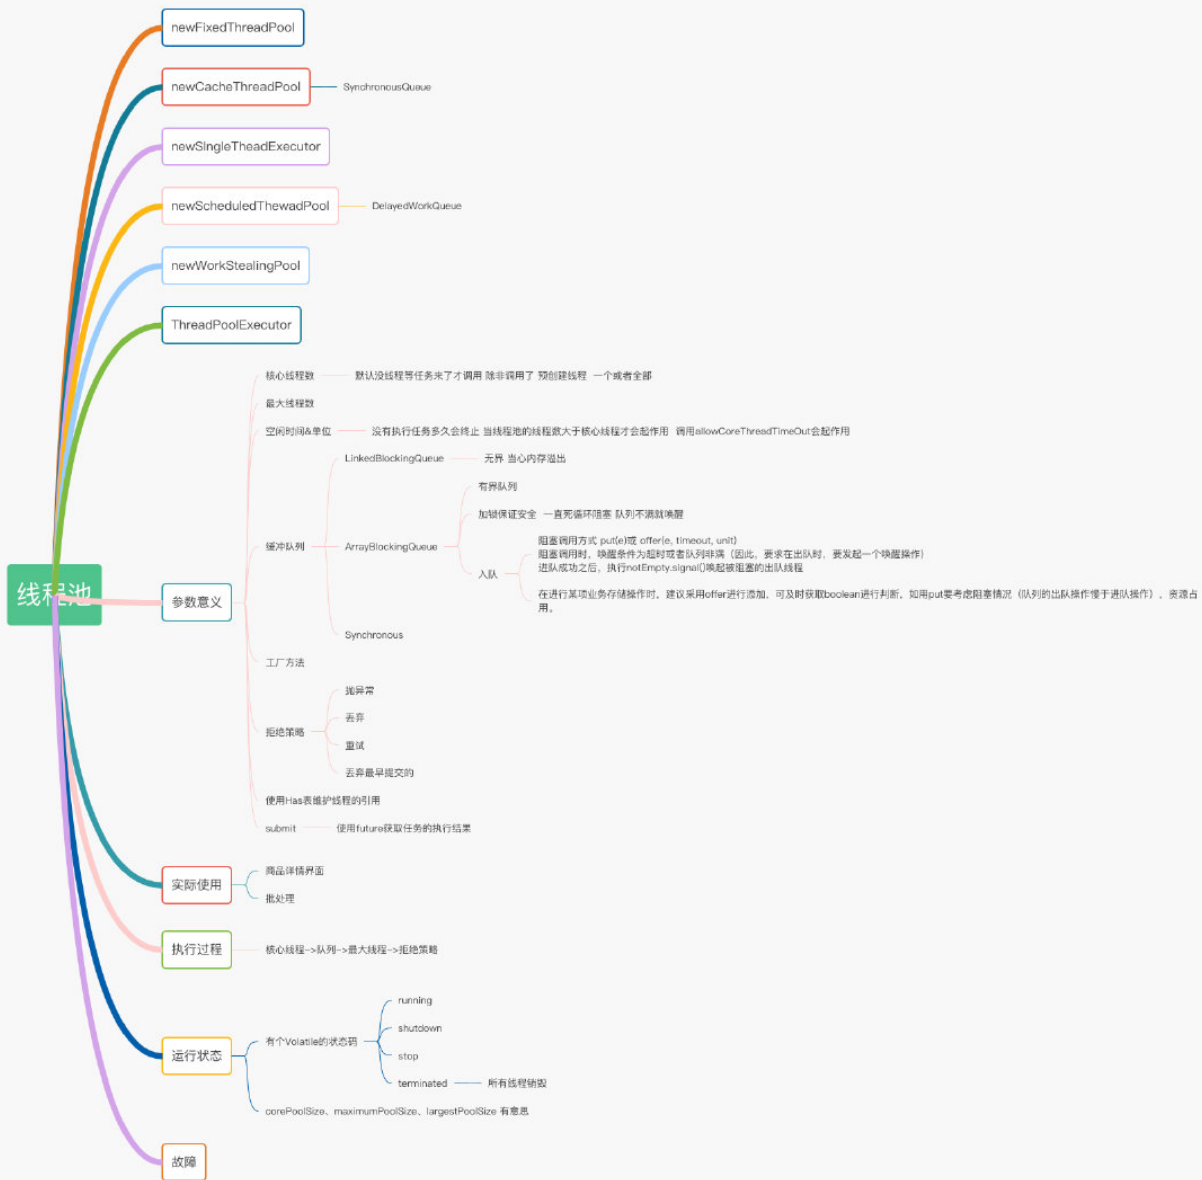 newFixedThreadPool
newCacheThreadPool
SynchronousQueue
newSIngleTheadExecutor
newScheduledThewadPool
DelayedWorkQueue
newWorkStealingPool
ThreadPoolExecutor
线程池
参数意义
核心线程数
默认没线程等任务来了才调用 除非调用了 预创建线程 一个或者全部
最大线程数
空闲时间&单位
没有执行任务多久会终止 当线程池的线程数大于核心线程才会起作用 调用allowCoreThreadTimeOut会起作用
缓冲队列
LinkedBlockingQueue
无界 当心内存溢出
ArrayBlockingQueue
有界队列
加锁保证安全 一直死循环阻塞 队列不满就唤醒
入队
阻塞调用方式 put(e)或 offer(e, timeout, unit)
阻塞调用时，唤醒条件为超时或者队列非满（因此，要求在出队时，要发起一个唤醒操作）
进队成功之后，执行notEmpty.signal()唤起被阻塞的出队线程
在进行某项业务存储操作时，建议采用offer进行添加，可及时获取boolean进行判断，如用put要考虑阻塞情况（队列的出队操作慢于进队操作），资源占
用。
Synchronous
工厂方法
拒绝策略
抛异常
丢弃
重试
丢弃最早提交的
使用Has表维护线程的引用
submit
使用future获取任务的执行结果
实际使用
商品详情界面
批处理
执行过程
核心线程->队列->最大线程->拒绝策略
运行状态
有个Volatile的状态码
running
shutdown
stop
terminated
所有线程销毁
corePoolSize、maximumPoolSize、largestPoolSize 有意思
故障